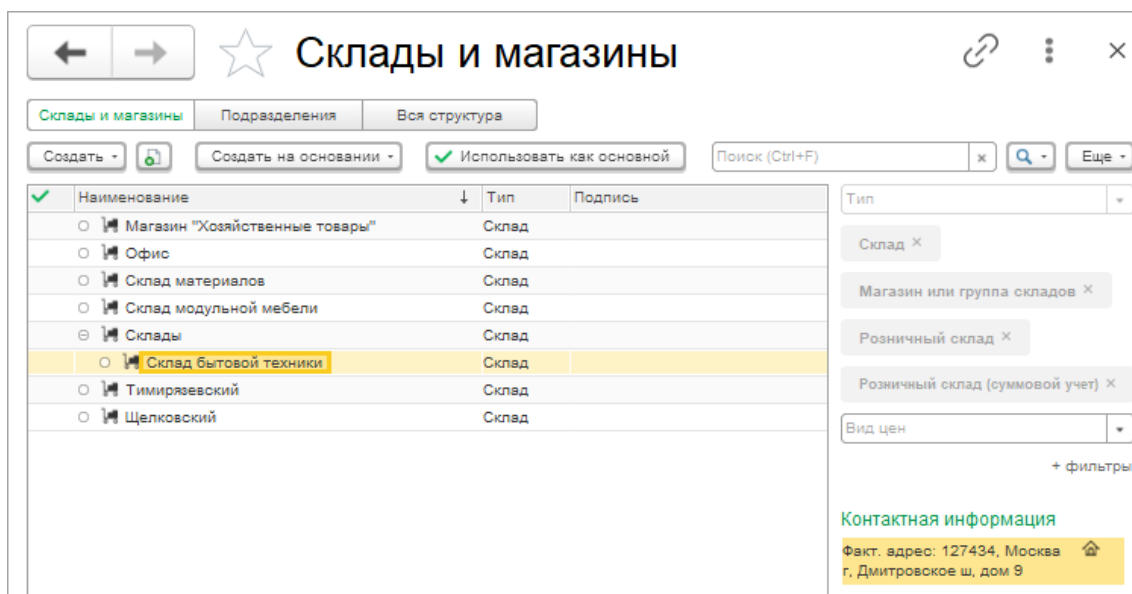 Склады и магазины
Склады и магазины Подразделения Вся структура
Создать Создать на основании Использовать как основной Поиск (Ctrl+F) Еще
Наименование Тип Подпись
Магазин "Хозяйственные товары" Склад
Офис Склад
Склад материалов Склад
Склад модульной мебели Склад
Склады Склад
Склад бытовой техники Склад
Тимирязевский Склад
Щелковский Склад
Тип
Склад
Магазин или группа складов
Розничный склад
Розничный склад (суммовой учет)
Вид цен
+ фильтры
Контактная информация
Факт. адрес: 127434, Москва
г, Дмитровское ш, дом 9